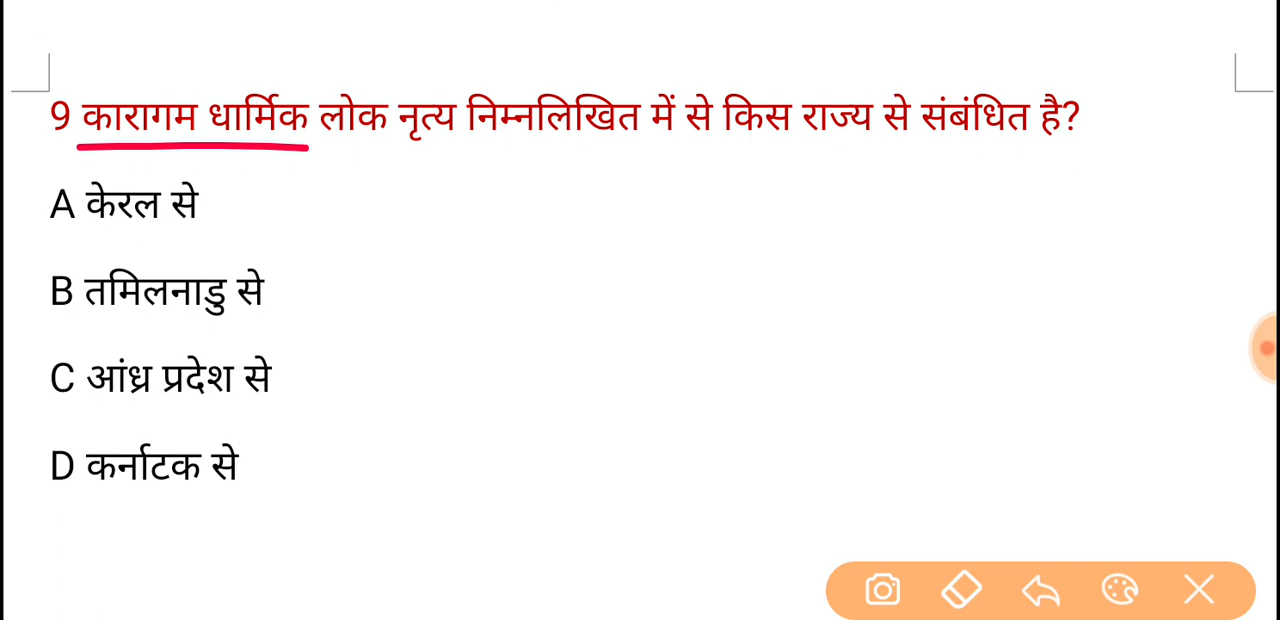 9 कारागम धार्मिक लोक नृत्य निम्नलिखित में से किस राज्य से संबंधित है?
A केरल से
B तमिलनाडु से
C आंध्र प्रदेश से
D कर्नाटक से